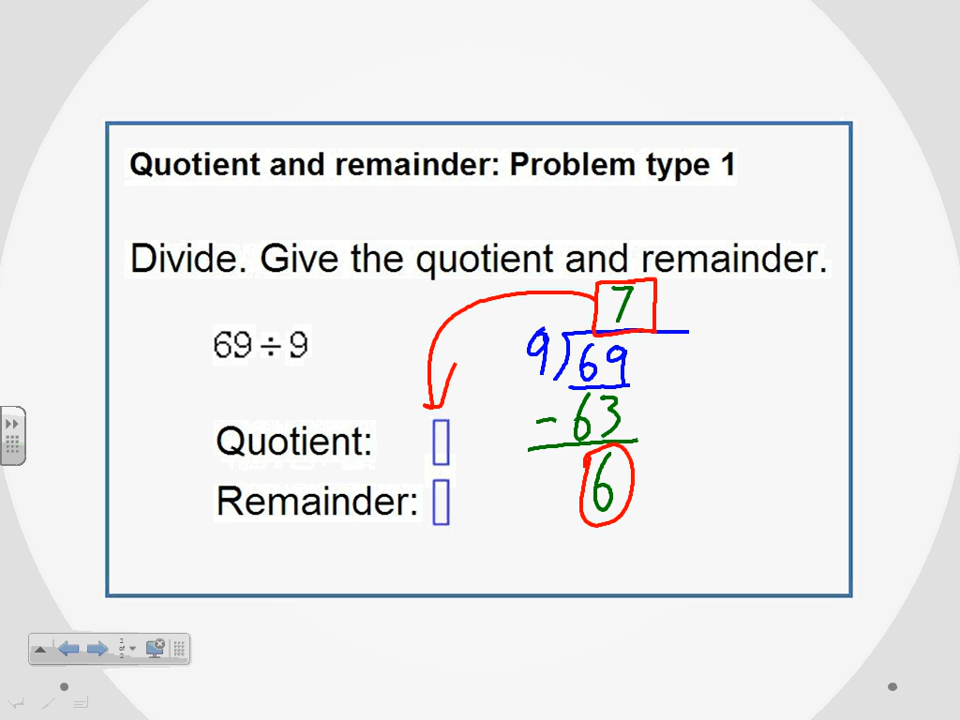 Quotient and remainder: Problem type 1
Divide. Give the quotient and remainder.
69 ÷ 9
7
9)69
-63
6
Quotient:
Remainder: